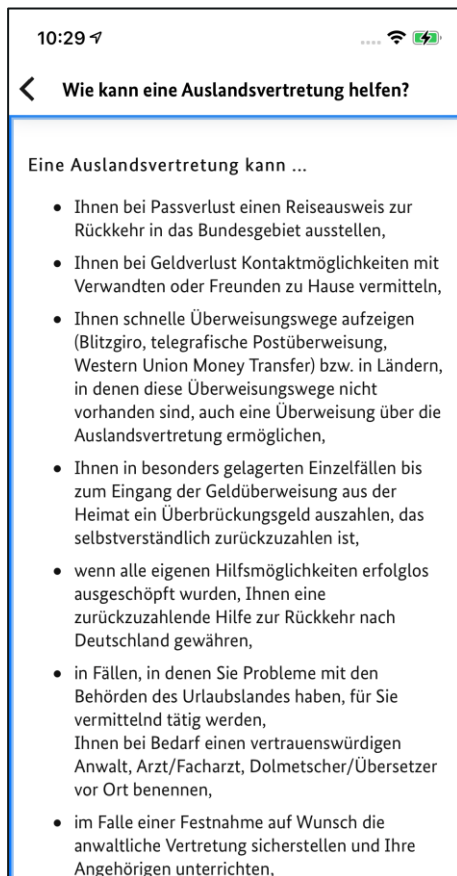 10:29
Wie kann eine Auslandsvertretung helfen?
Eine Auslandsvertretung kann ...
• Ihnen bei Passverlust einen Reiseausweis zur
Rückkehr in das Bundesgebiet ausstellen,
• Ihnen bei Geldverlust Kontaktmöglichkeiten mit
Verwandten oder Freunden zu Hause vermitteln,
• Ihnen schnelle Überweisungswege aufzeigen
(Blitzgiro, telegrafische Postüberweisung,
Western Union Money Transfer) bzw. in Ländern,
in denen diese Überweisungswege nicht
vorhanden sind, auch eine Überweisung über die
Auslandsvertretung ermöglichen,
• Ihnen in besonders gelagerten Einzelfällen bis
zum Eingang der Geldüberweisung aus der
Heimat ein Überbrückungsgeld auszahlen, das
selbstverständlich zurückzuzahlen ist,
• wenn alle eigenen Hilfsmöglichkeiten erfolglos
ausgeschöpft wurden, Ihnen eine
zurückzuzahlende Hilfe zur Rückkehr nach
Deutschland gewähren,
• in Fällen, in denen Sie Probleme mit den
Behörden des Urlaubslandes haben, für Sie
vermittelnd tätig werden,
Ihnen bei Bedarf einen vertrauenswürdigen
Anwalt, Arzt/Facharzt, Dolmetscher/Übersetzer
vor Ort benennen,
• im Falle einer Festnahme auf Wunsch die
anwaltliche Vertretung sicherstellen und Ihre
Angehörigen unterrichten,